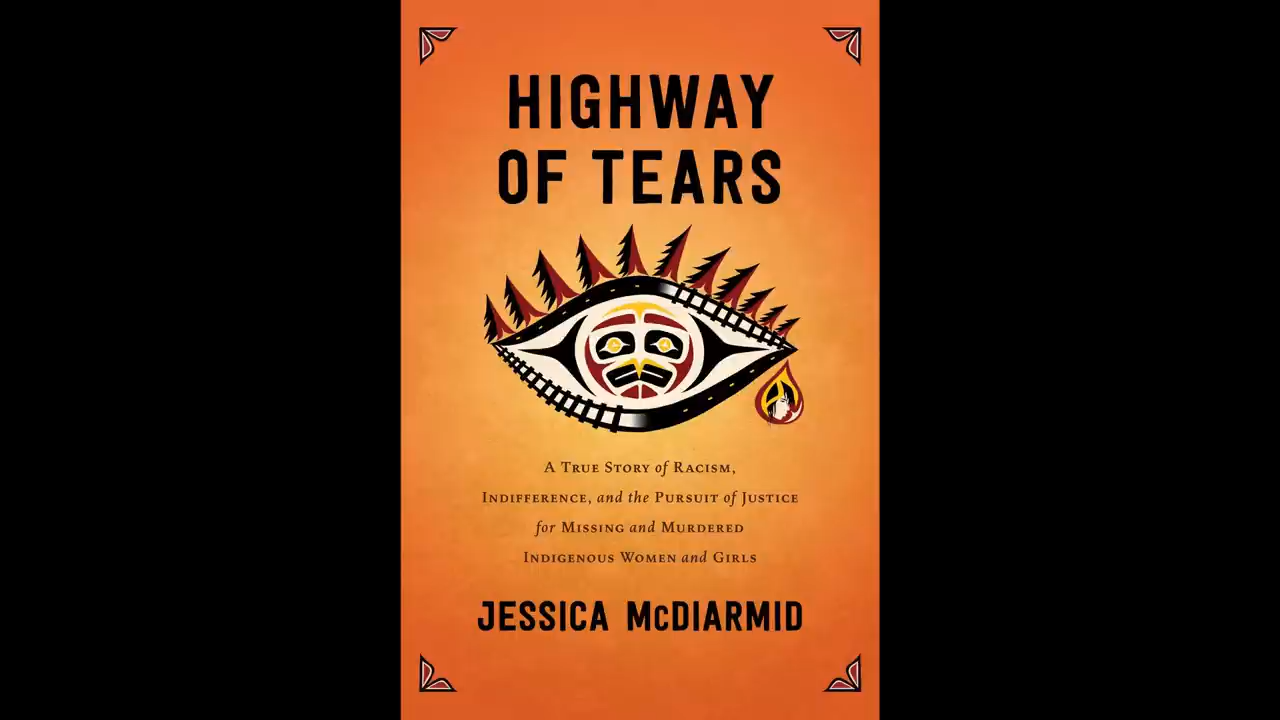 HIGHWAY
OF TEARS
A TRUE STORY of RACISM,
INDIFFERENCE, and the PURSUIT of JUSTICE
for MISSING and MURDERED
INDIGENOUS WOMEN and GIRLS
JESSICA McDIARMID